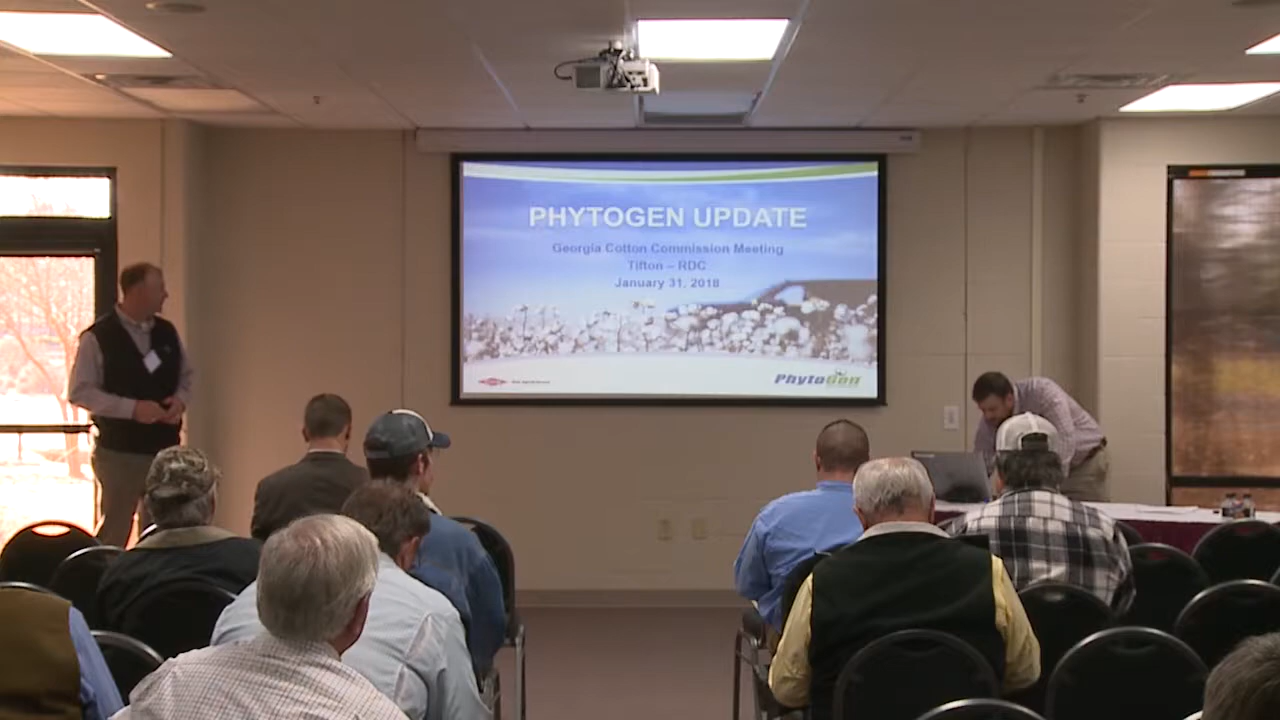 PHYTOGEN UPDATE
Georgia Cotton Commission Meeting
Tifton – RDC
January 31, 2018
PhytoGen